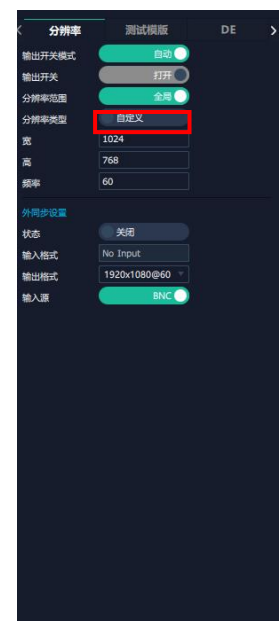 分辨率 测试模版 DE
输出开关模式 自动
输出开关 打开
分辨率范围 全局
分辨率类型 自定义
宽 1024
高 768
频率 60
外同步设置
状态 关闭
输入格式 No Input
输出格式 1920x1080@60
输入源 BNC